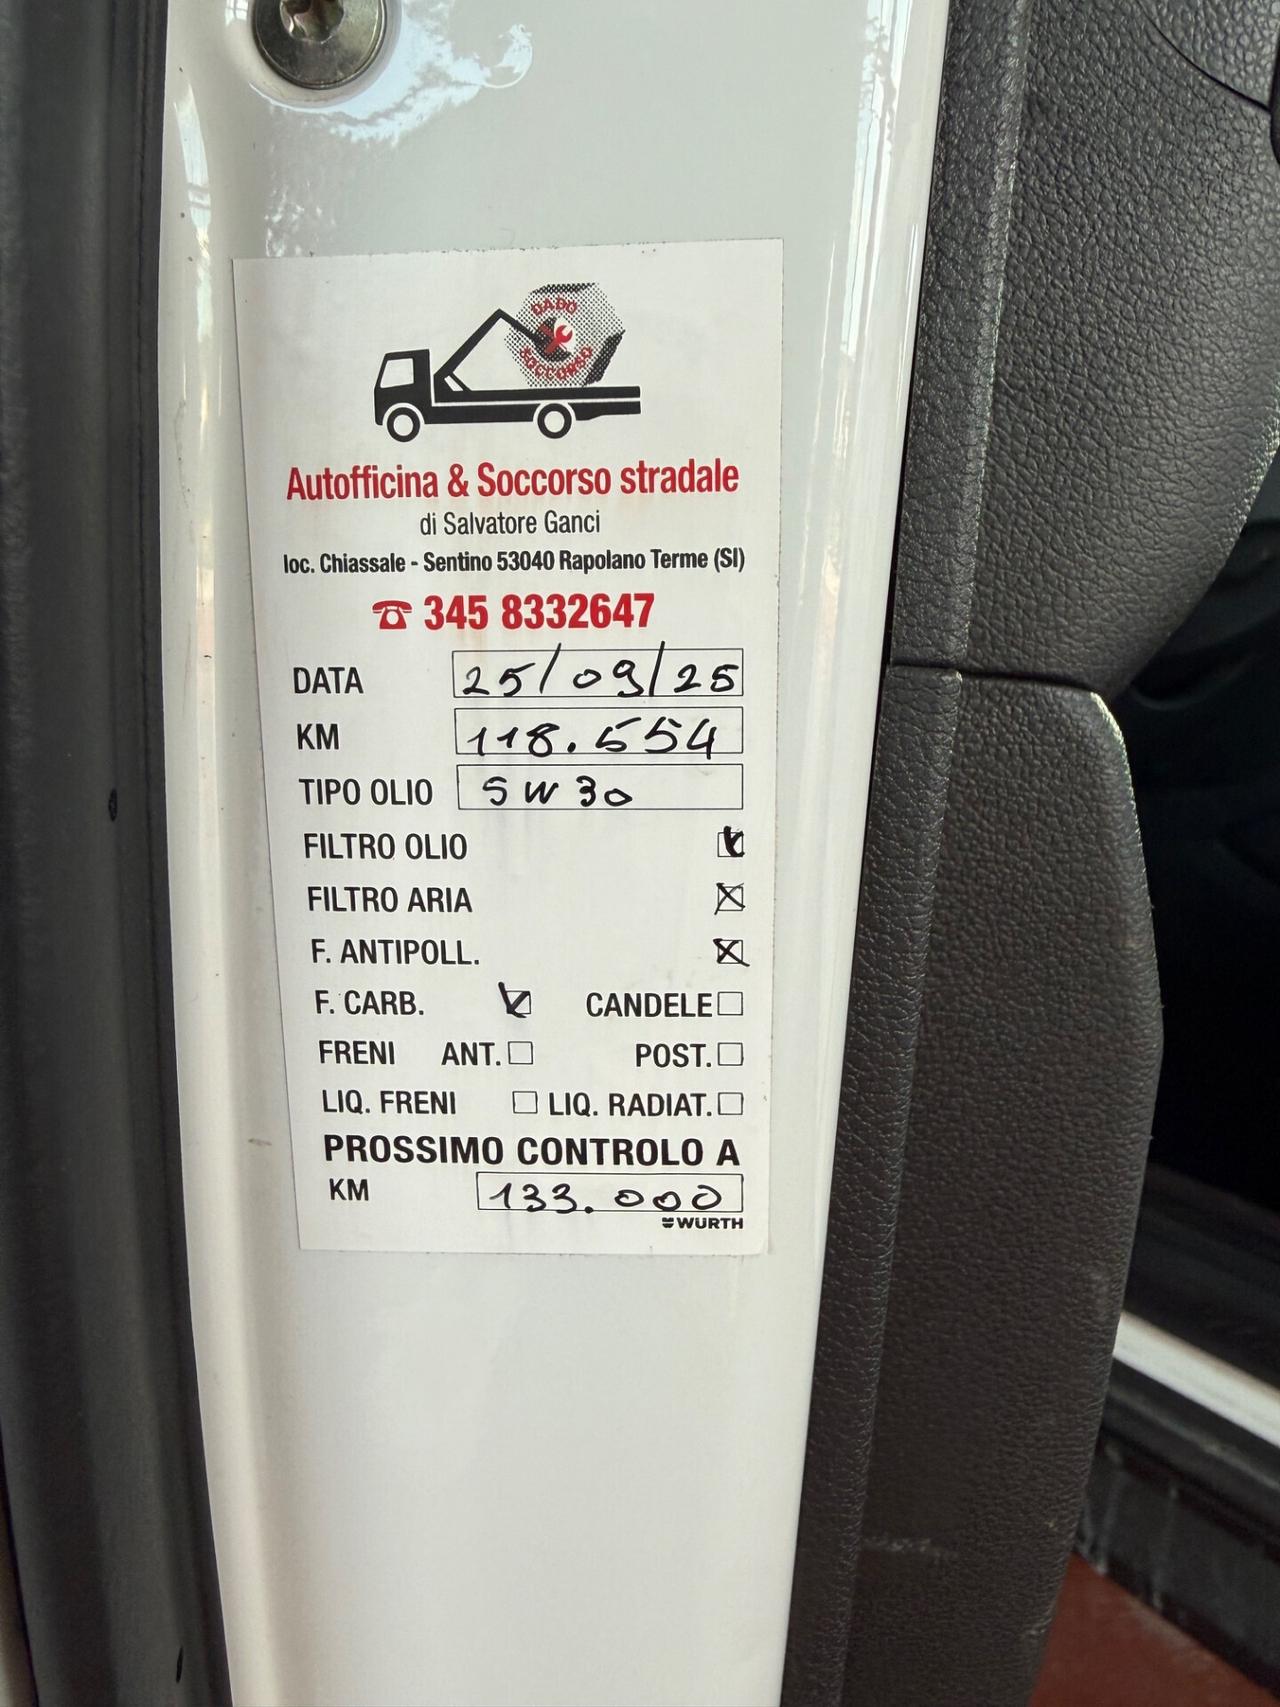 DADO
SOCCORSO
Autofficina & Soccorso stradale
di Salvatore Ganci
loc. Chiassale - Sentino 53040 Rapolano Terme (SI)
☎ 345 8332647
DATA 25/09/25
KM 118.554
TIPO OLIO 5W30
FILTRO OLIO
FILTRO ARIA
F. ANTIPOLL.
F. CARB. CANDELE
FRENI ANT. POST.
LIQ. FRENI LIQ. RADIAT.
PROSSIMO CONTROLO A
KM 133.000
WURTH